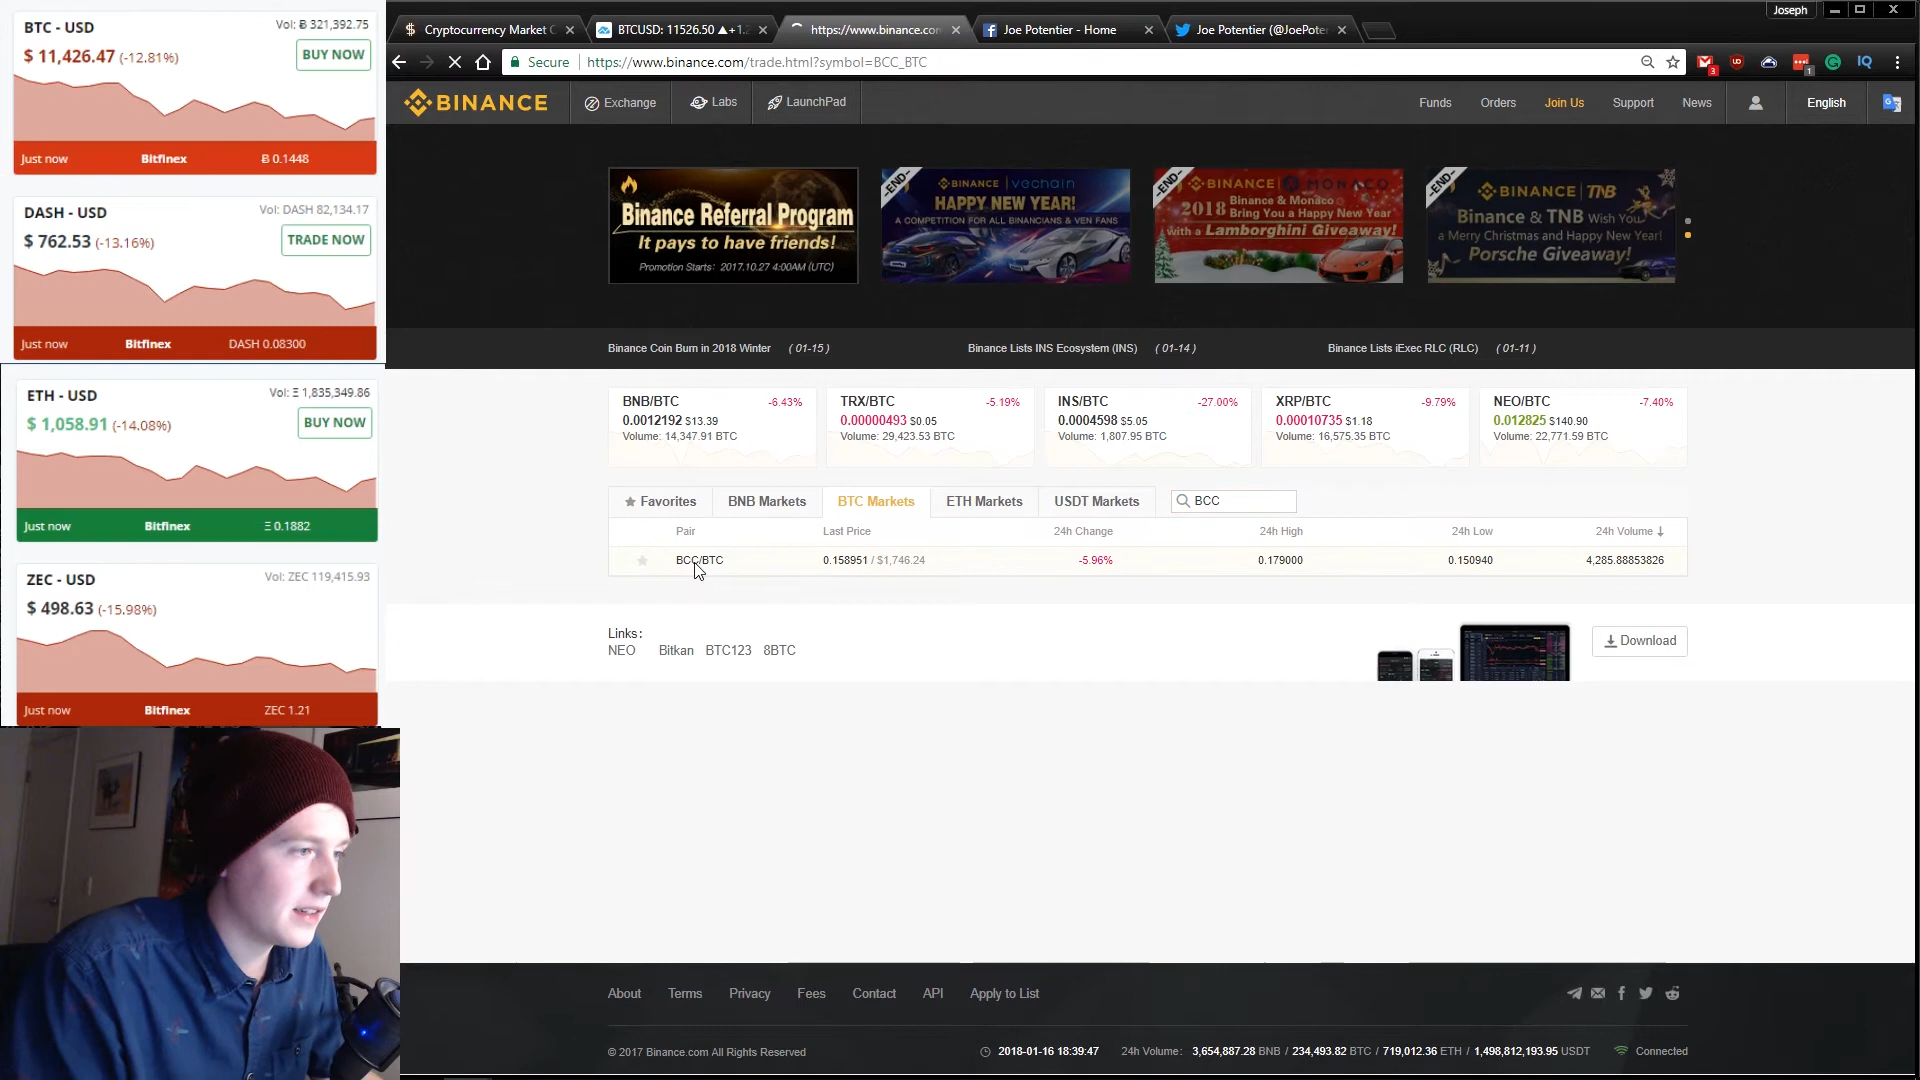 BTC - USD
Vol: Ƀ 321,392.75
$ 11,426.47 (-12.81%)
BUY NOW
Just now Bitfinex Ƀ 0.1448
DASH - USD
Vol: DASH 82,134.17
$ 762.53 (-13.16%)
TRADE NOW
Just now Bitfinex DASH 0.08300
ETH - USD
Vol: Ξ 1,835,349.86
$ 1,058.91 (-14.08%)
BUY NOW
Just now Bitfinex Ξ 0.1882
ZEC - USD
Vol: ZEC 119,415.93
$ 498.63 (-15.98%)
Just now Bitfinex ZEC 1.21
Joseph
Cryptocurrency Market C
BTCUSD: 11526.50 ▲+1.2
https://www.binance.com
Joe Potentier - Home
Joe Potentier (@JoePoter
Secure https://www.binance.com/trade.html?symbol=BCC_BTC
3
1
IQ
BINANCE Exchange Labs LaunchPad Funds Orders Join Us Support News English
Binance Referral Program
It pays to have friends!
Promotion Starts: 2017.10.27 4:00AM (UTC)
-END-
BINANCE | vechain
HAPPY NEW YEAR!
A COMPETITION FOR ALL BINANCIANS & VEN FANS
-END-
BINANCE MONACO
2018 Binance & Monaco
Bring You a Happy New Year
with a Lamborghini Giveaway!
-END-
BINANCE | TNB
Binance & TNB Wish You
a Merry Christmas and Happy New Year!
Porsche Giveaway!
Binance Coin Burn in 2018 Winter ( 01-15 )
Binance Lists INS Ecosystem (INS) ( 01-14 )
Binance Lists iExec RLC (RLC) ( 01-11 )
BNB/BTC -6.43%
0.0012192 $13.39
Volume: 14,347.91 BTC
TRX/BTC -5.19%
0.00000493 $0.05
Volume: 29,423.53 BTC
INS/BTC -27.00%
0.0004598 $5.05
Volume: 1,807.95 BTC
XRP/BTC -9.79%
0.00010735 $1.18
Volume: 16,575.35 BTC
NEO/BTC -7.40%
0.012825 $140.90
Volume: 22,771.59 BTC
Favorites BNB Markets BTC Markets ETH Markets USDT Markets BCC
Pair Last Price 24h Change 24h High 24h Low 24h Volume
BCC/BTC 0.158951 / $1,746.24 -5.96% 0.179000 0.150940 4,285.88853826
Links:
NEO Bitkan BTC123 8BTC
Download
About Terms Privacy Fees Contact API Apply to List
© 2017 Binance.com All Rights Reserved
2018-01-16 18:39:47 24h Volume: 3,654,887.28 BNB / 234,493.82 BTC / 719,012.36 ETH / 1,498,812,193.95 USDT Connected